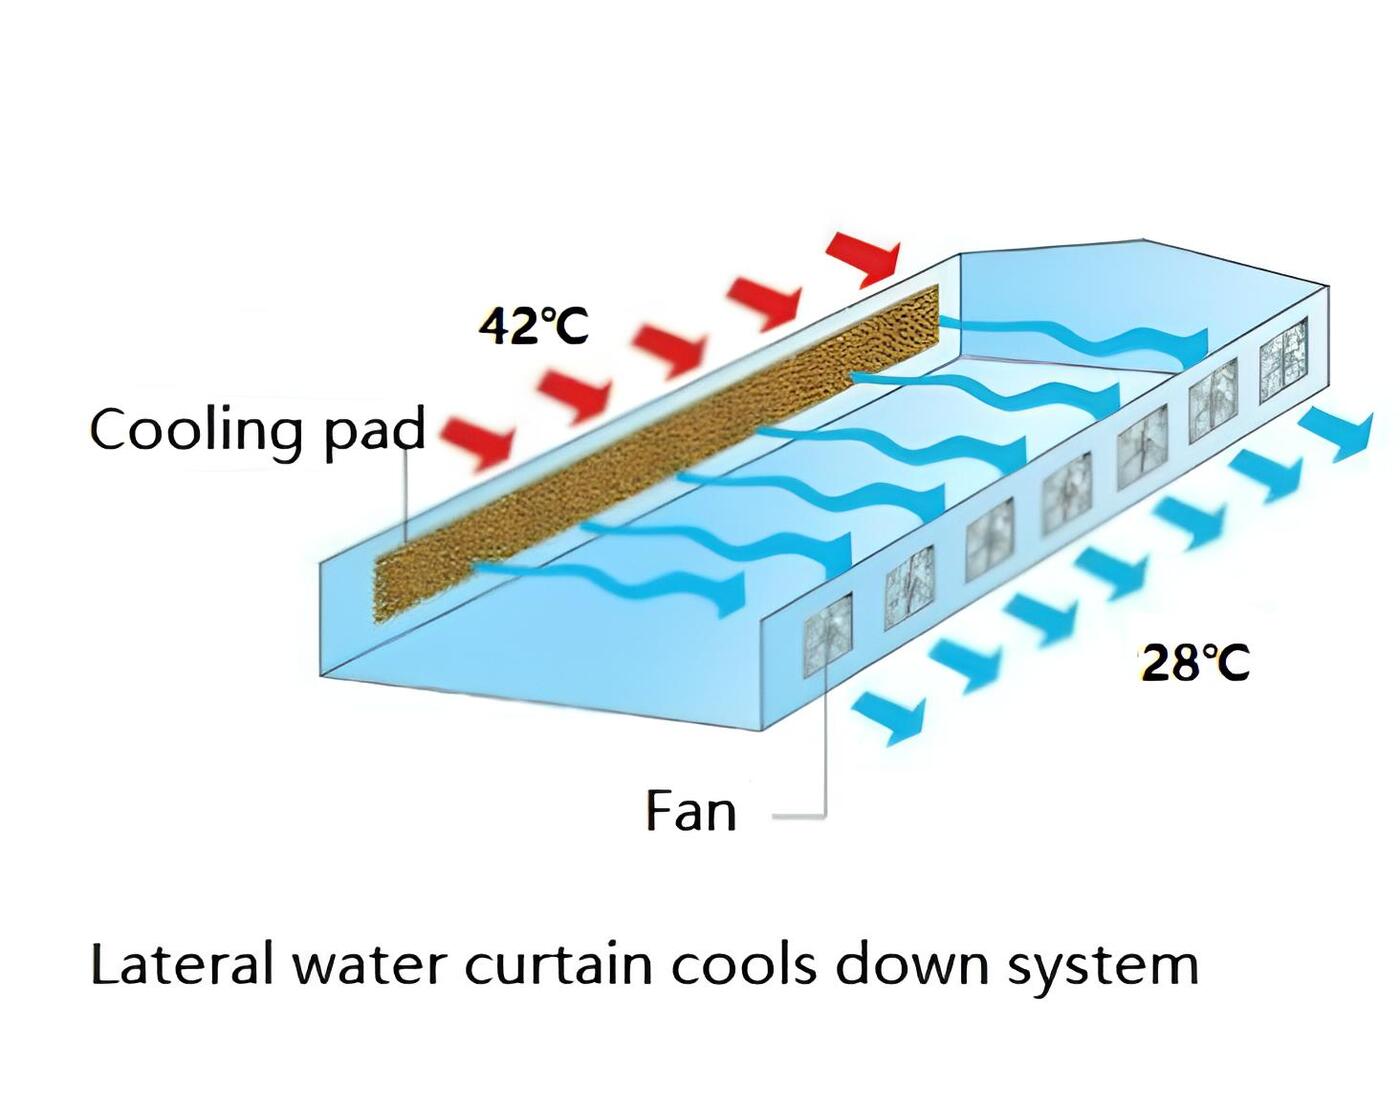 42℃
Cooling pad
28℃
Fan
Lateral water curtain cools down system